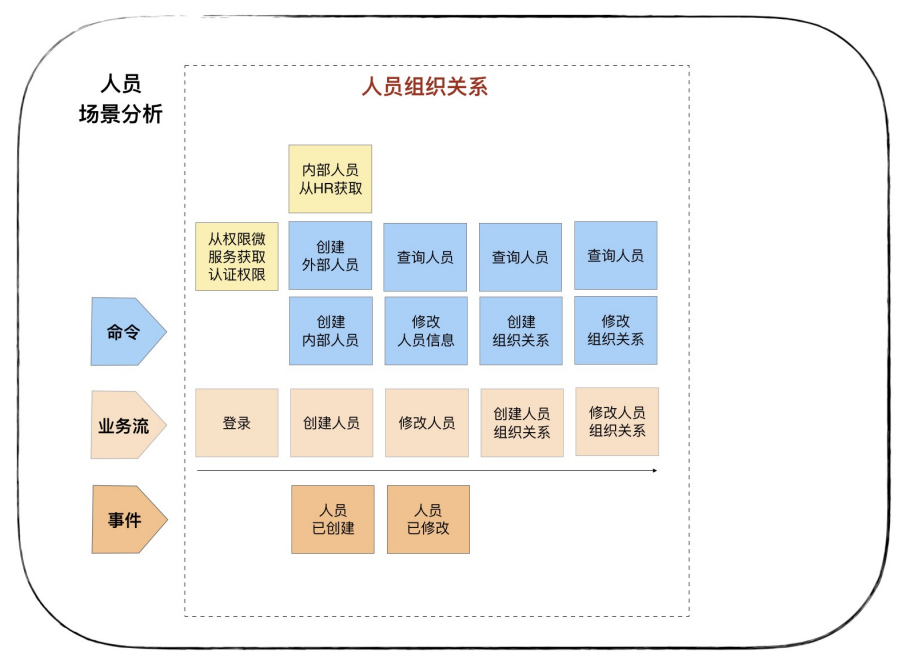 人员
场景分析
人员组织关系
内部人员
从HR获取
从权限微
服务获取
认证权限
创建
外部人员
查询人员
查询人员
查询人员
命令
创建
内部人员
修改
人员信息
创建
组织关系
修改
组织关系
业务流
登录
创建人员
修改人员
创建人员
组织关系
修改人员
组织关系
事件
人员
已创建
人员
已修改